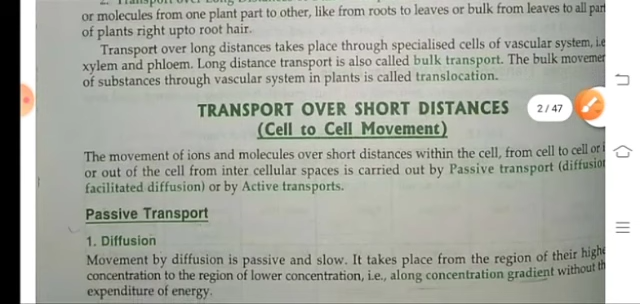 or molecules from one plant part to other, like from roots to leaves or bulk from leaves to all
of plants right upto root hair.
Transport over long distances takes place through specialised cells of vascular system, i.e
xylem and phloem. Long distance transport is also called bulk transport. The bulk
of substances through vascular system in plants is called translocation.
TRANSPORT OVER SHORT DISTANCES
2/47
(Cell to Cell Movement)
The movement of ions and molecules over short distances within the cell, from cell to cell or
or out of the cell from inter cellular spaces is carried out by Passive transport
facilitated diffusion) or by Active transports.
Passive Transport
1. Diffusion
Movement by diffusion is passive and slow. It takes place from the region of their
concentration to the region of lower concentration, i.e., along concentration gradient without
expenditure of energy.